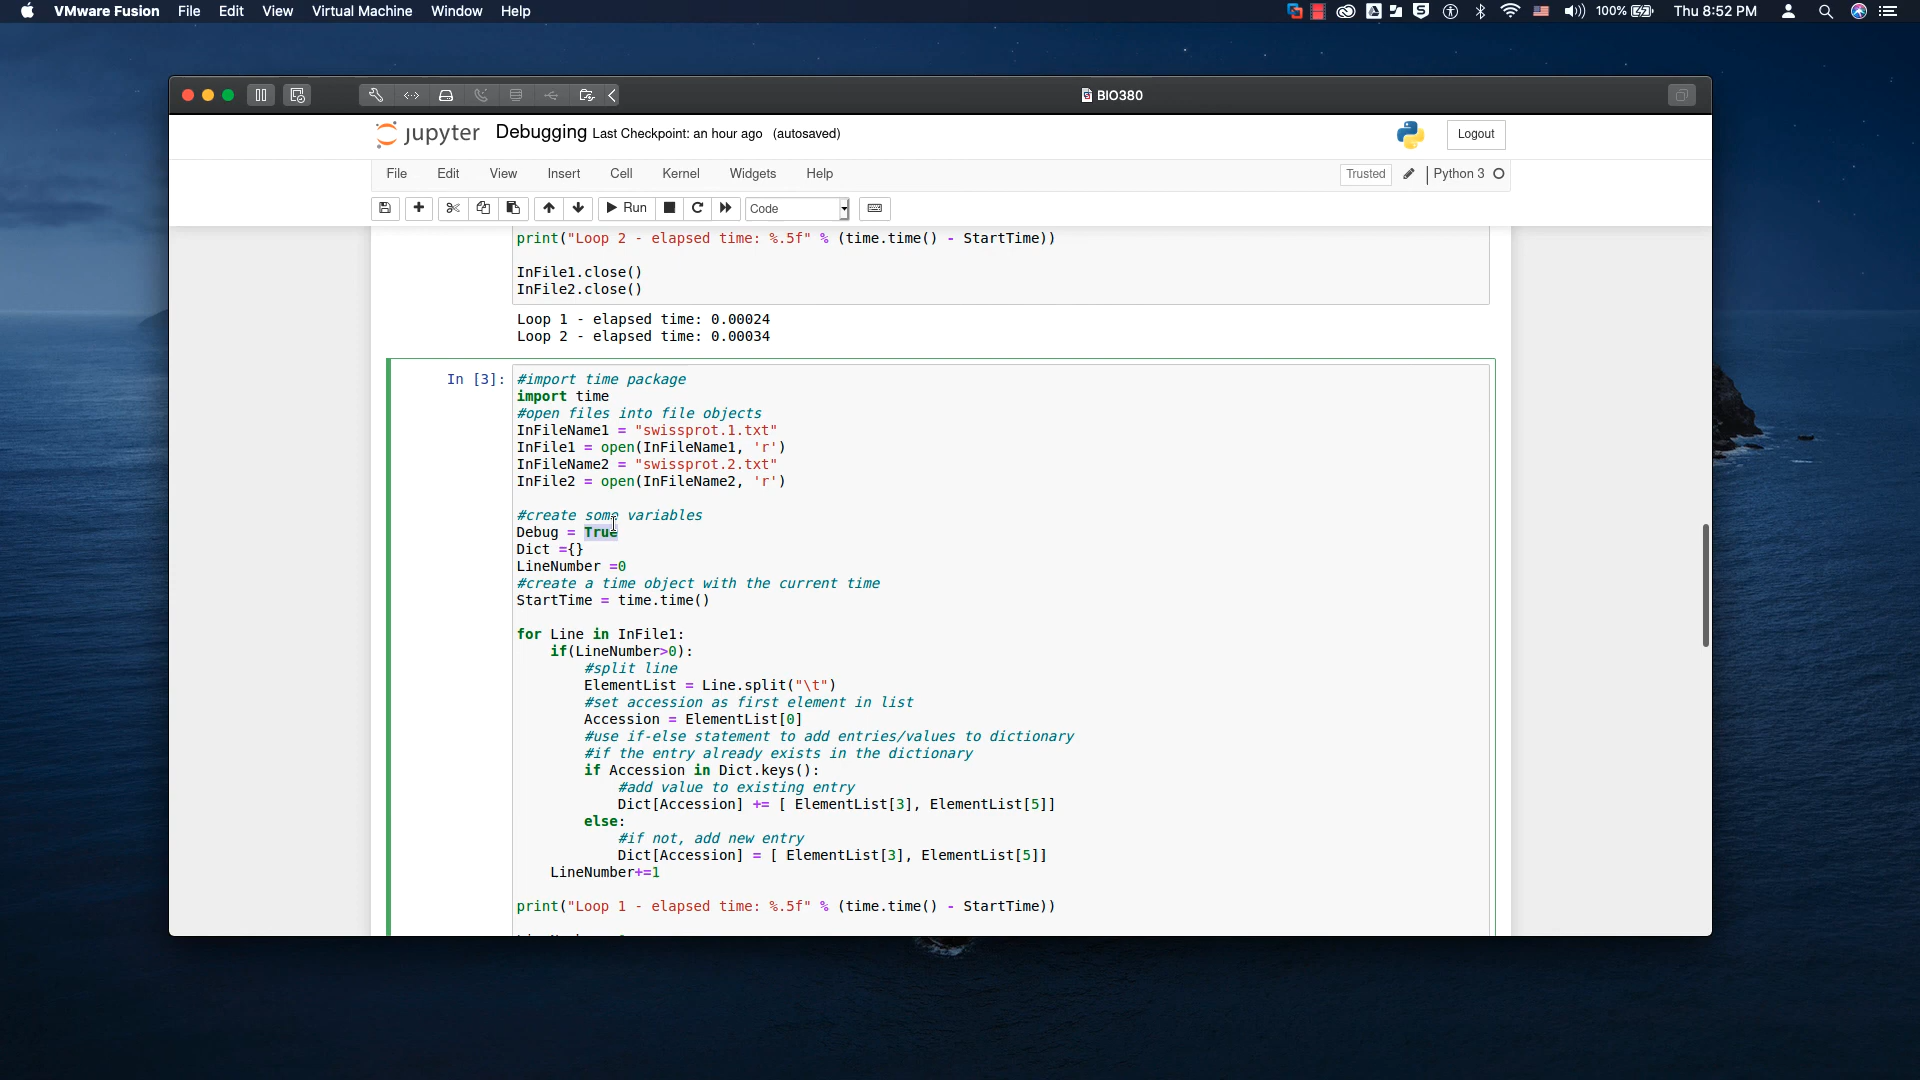 VMware Fusion File Edit View Virtual Machine Window Help 100% Thu 8:52 PM
BIO380
jupyter Debugging Last Checkpoint: an hour ago (autosaved) Logout
File Edit View Insert Cell Kernel Widgets Help Trusted Python 3
Run Code
print("Loop 2 - elapsed time: %.5f" % (time.time() - StartTime))
InFile1.close()
InFile2.close()
Loop 1 - elapsed time: 0.00024
Loop 2 - elapsed time: 0.00034
In [3]: #import time package
import time
#open files into file objects
InFileName1 = "swissprot.1.txt"
InFile1 = open(InFileName1, 'r')
InFileName2 = "swissprot.2.txt"
InFile2 = open(InFileName2, 'r')
#create some variables
Debug = True
Dict ={}
LineNumber =0
#create a time object with the current time
StartTime = time.time()
for Line in InFile1:
if(LineNumber>0):
#split line
ElementList = Line.split("\t")
#set accession as first element in list
Accession = ElementList[0]
#use if-else statement to add entries/values to dictionary
#if the entry already exists in the dictionary
if Accession in Dict.keys():
#add value to existing entry
Dict[Accession] += [ ElementList[3], ElementList[5]]
else:
#if not, add new entry
Dict[Accession] = [ ElementList[3], ElementList[5]]
LineNumber+=1
print("Loop 1 - elapsed time: %.5f" % (time.time() - StartTime))